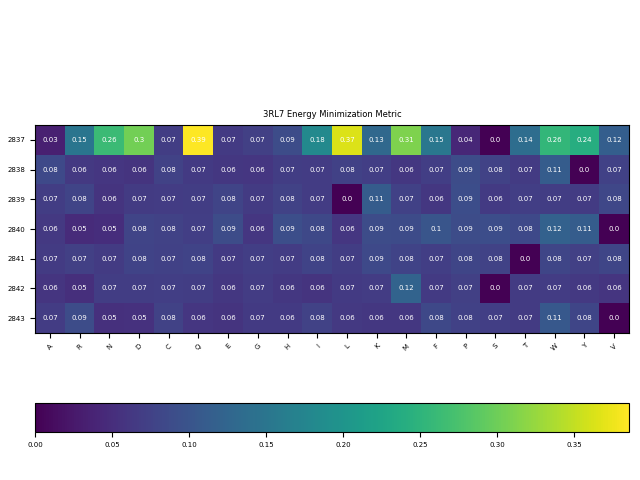 3RL7 Energy Minimization Metric
2837 0.03 0.15 0.26 0.3 0.07 0.39 0.07 0.07 0.09 0.18 0.37 0.13 0.31 0.15 0.04 0.0 0.14 0.26 0.24 0.12
2838 0.08 0.06 0.06 0.06 0.08 0.07 0.06 0.06 0.07 0.07 0.08 0.07 0.06 0.07 0.09 0.08 0.07 0.11 0.0 0.07
2839 0.07 0.08 0.06 0.07 0.07 0.07 0.08 0.07 0.08 0.07 0.0 0.11 0.07 0.06 0.09 0.06 0.07 0.07 0.07 0.08
2840 0.06 0.05 0.05 0.08 0.08 0.07 0.09 0.06 0.09 0.08 0.06 0.09 0.09 0.1 0.09 0.09 0.08 0.12 0.11 0.0
2841 0.07 0.07 0.07 0.08 0.07 0.08 0.07 0.07 0.07 0.08 0.07 0.09 0.08 0.07 0.08 0.08 0.0 0.08 0.07 0.08
2842 0.06 0.05 0.07 0.07 0.07 0.07 0.06 0.07 0.06 0.06 0.07 0.07 0.12 0.07 0.07 0.0 0.07 0.07 0.06 0.06
2843 0.07 0.09 0.05 0.05 0.08 0.06 0.06 0.07 0.06 0.08 0.06 0.06 0.06 0.08 0.08 0.07 0.07 0.11 0.08 0.0
A R N D C Q E G H I L K M F P S T W Y V
0.00 0.05 0.10 0.15 0.20 0.25 0.30 0.35